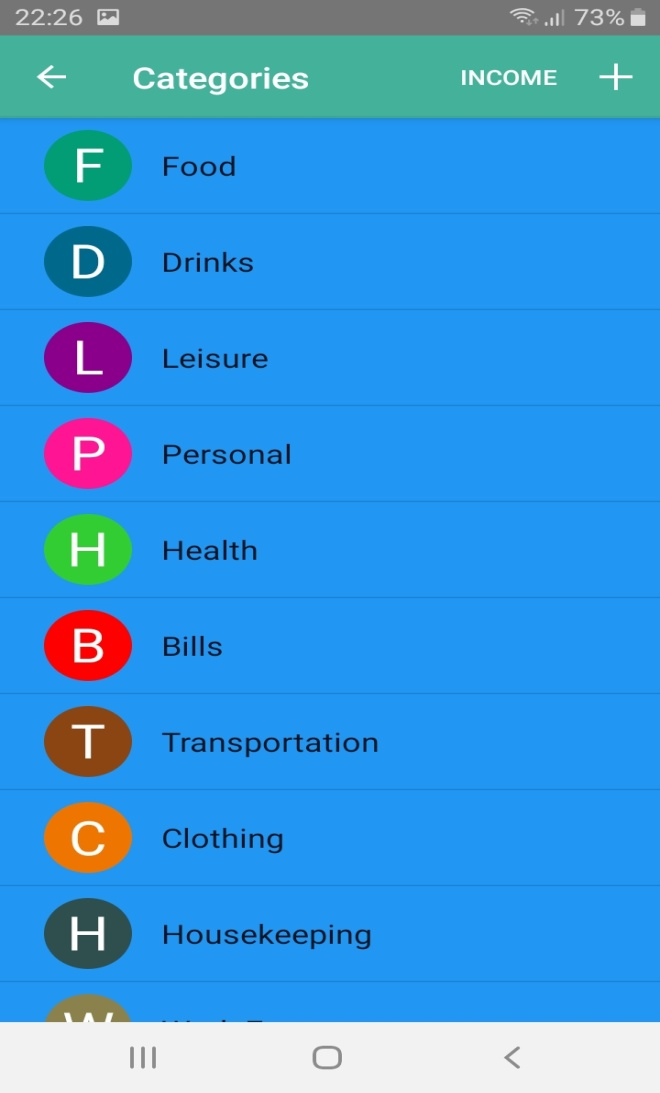 22:26 73%
Categories INCOME
F Food
D Drinks
L Leisure
P Personal
H Health
B Bills
T Transportation
C Clothing
H Housekeeping
W